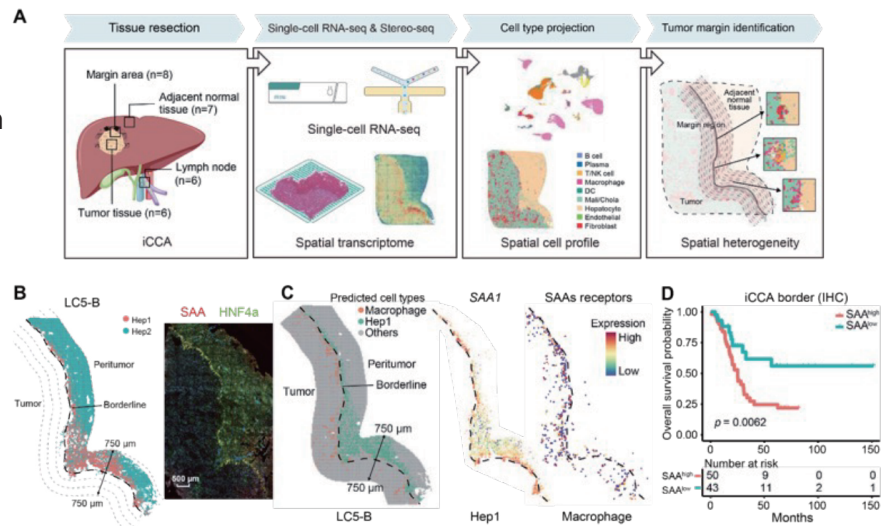 n
A
Tissue resection
Single-cell RNA-seq & Stereo-seq
Cell type projection
Tumor margin identification
Margin area (n=8)
Adjacent normal
tissue (n=7)
Lymph node
(n=6)
Tumor tissue (n=6)
iCCA
Single-cell RNA-seq
Spatial transcriptome
B cell
Plasma
T/NK cell
Macrophage
DC
Mali/Chola
Hepatocyte
Endothelial
Fibroblast
Spatial cell profile
Adjacent
normal
tissue
Margin region
Tumor
Spatial heterogeneity
B
LC5-B
Hep1
Hep2
Peritumor
Tumor
Borderline
750 μm
750 μm
SAA HNF4a
500 μm
C
Predicted cell types
Macrophage
Hep1
Others
Peritumor
Tumor
Borderline
750 μm
750 μm
LC5-B
SAA1
Hep1
SAAs receptors
Expression
High
Low
Macrophage
D
iCCA border (IHC)
SAAhigh
SAAlow
Overall survival probability
1.00
0.75
0.50
0.25
0.00
p = 0.0062
0 50 100 150
Number at risk
SAAhigh 50 9 0 0
SAAlow 43 11 2 1
0 50 100 150
Months